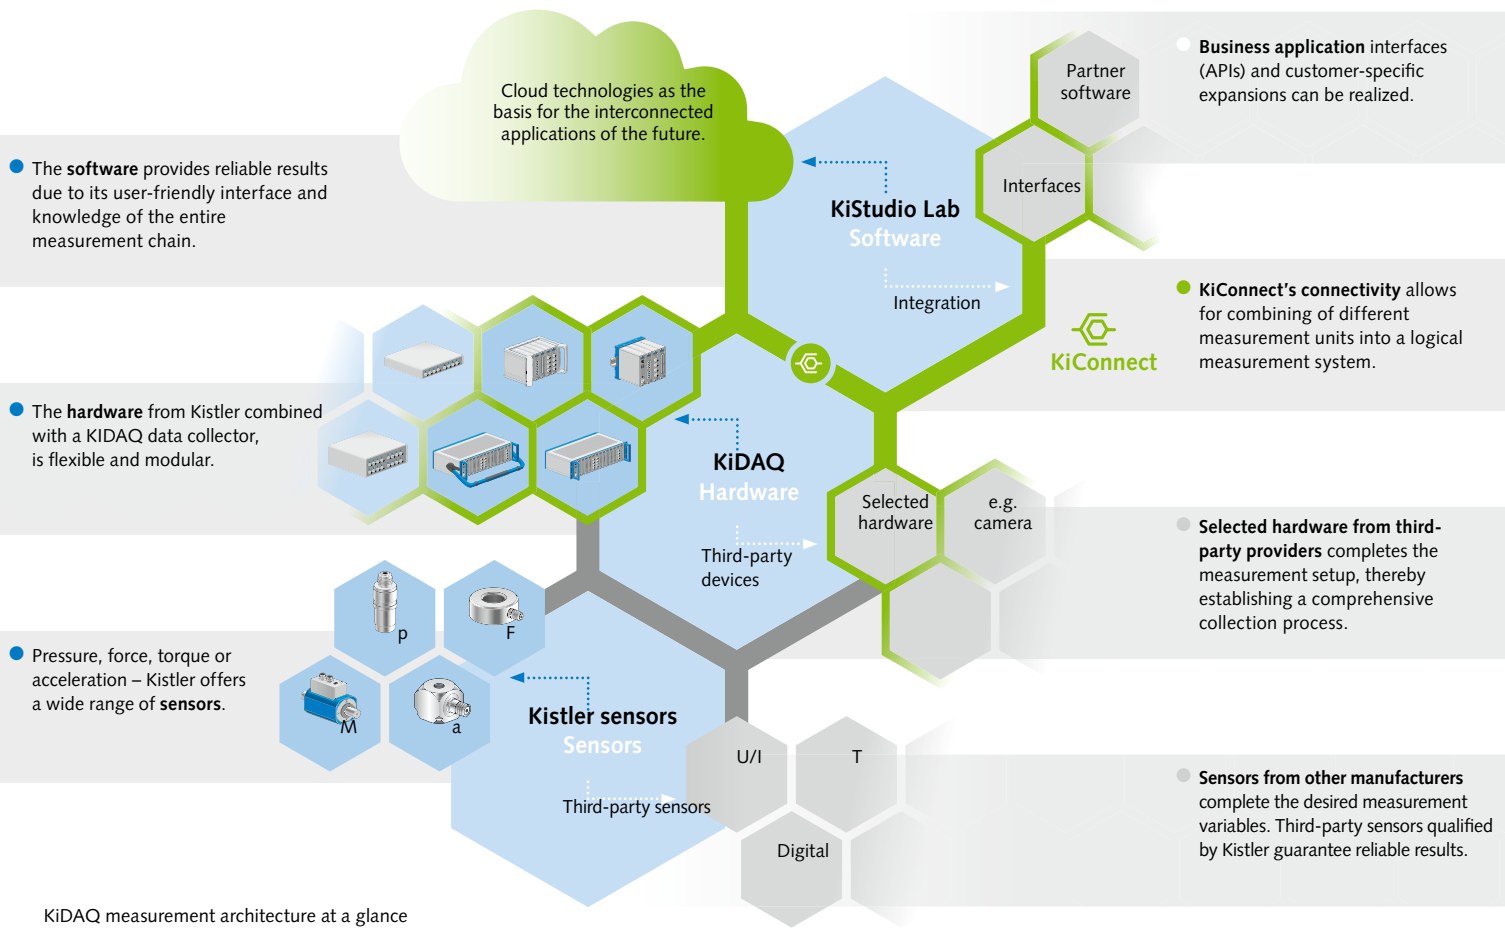 Cloud technologies as the
basis for the interconnected
applications of the future.
Partner
software
Interfaces
Business application interfaces
(APIs) and customer-specific
expansions can be realized.
The software provides reliable results
due to its user-friendly interface and
knowledge of the entire
measurement chain.
KiStudio Lab
Software
Integration
KiConnect
KiConnect's connectivity allows
for combining of different
measurement units into a logical
measurement system.
The hardware from Kistler combined
with a KIDAQ data collector,
is flexible and modular.
KiDAQ
Hardware
Third-party
devices
Selected
hardware
e.g.
camera
Selected hardware from third-
party providers completes the
measurement setup, thereby
establishing a comprehensive
collection process.
p
F
M
a
Pressure, force, torque or
acceleration – Kistler offers
a wide range of sensors.
Kistler sensors
Sensors
Third-party sensors
U/I
T
Digital
Sensors from other manufacturers
complete the desired measurement
variables. Third-party sensors qualified
by Kistler guarantee reliable results.
KiDAQ measurement architecture at a glance